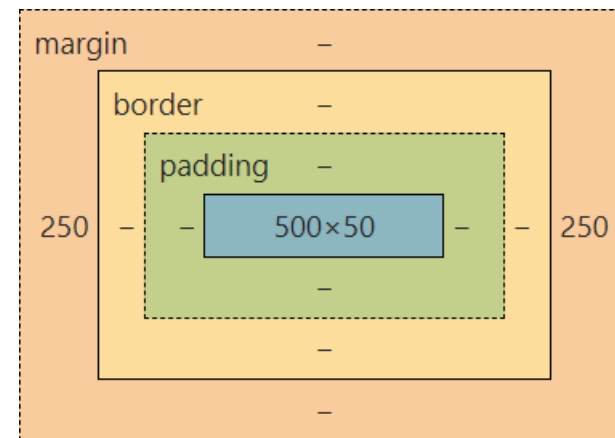 margin –
border –
padding –
250 – – 500×50 – – 250
–
–
–